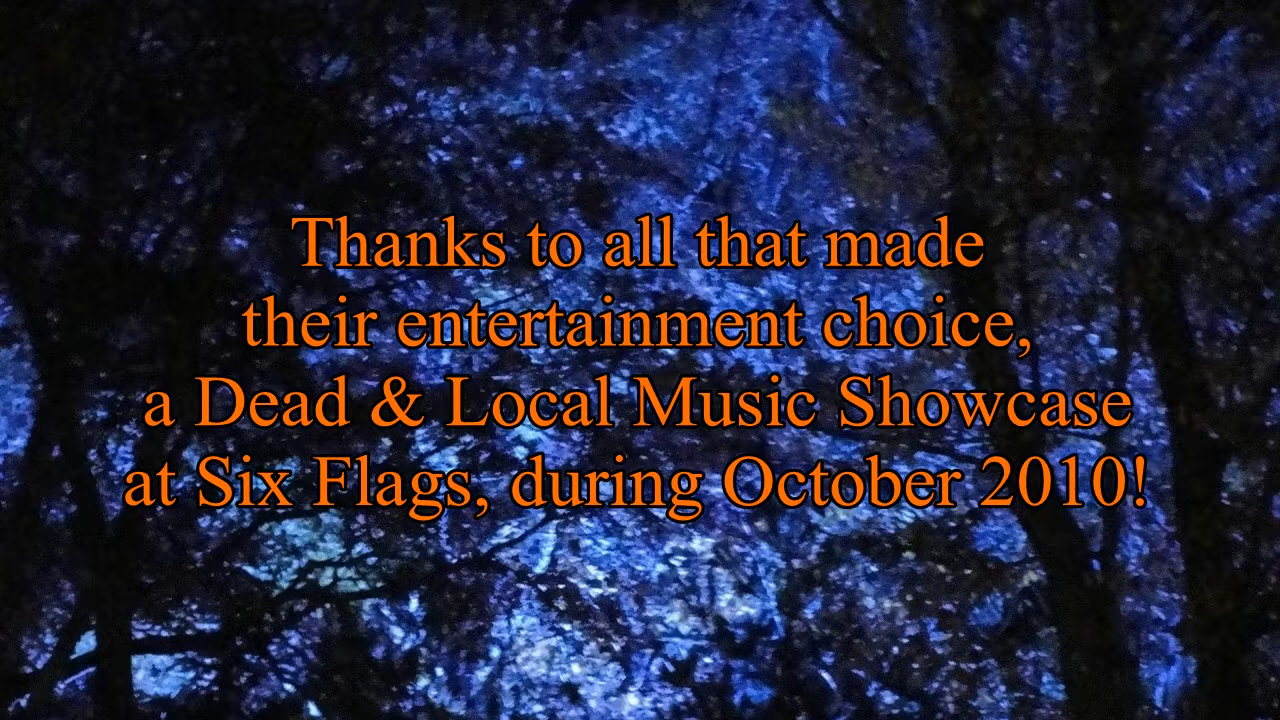 Thanks to all that made
their entertainment choice,
a Dead & Local Music Showcase
at Six Flags, during October 2010!